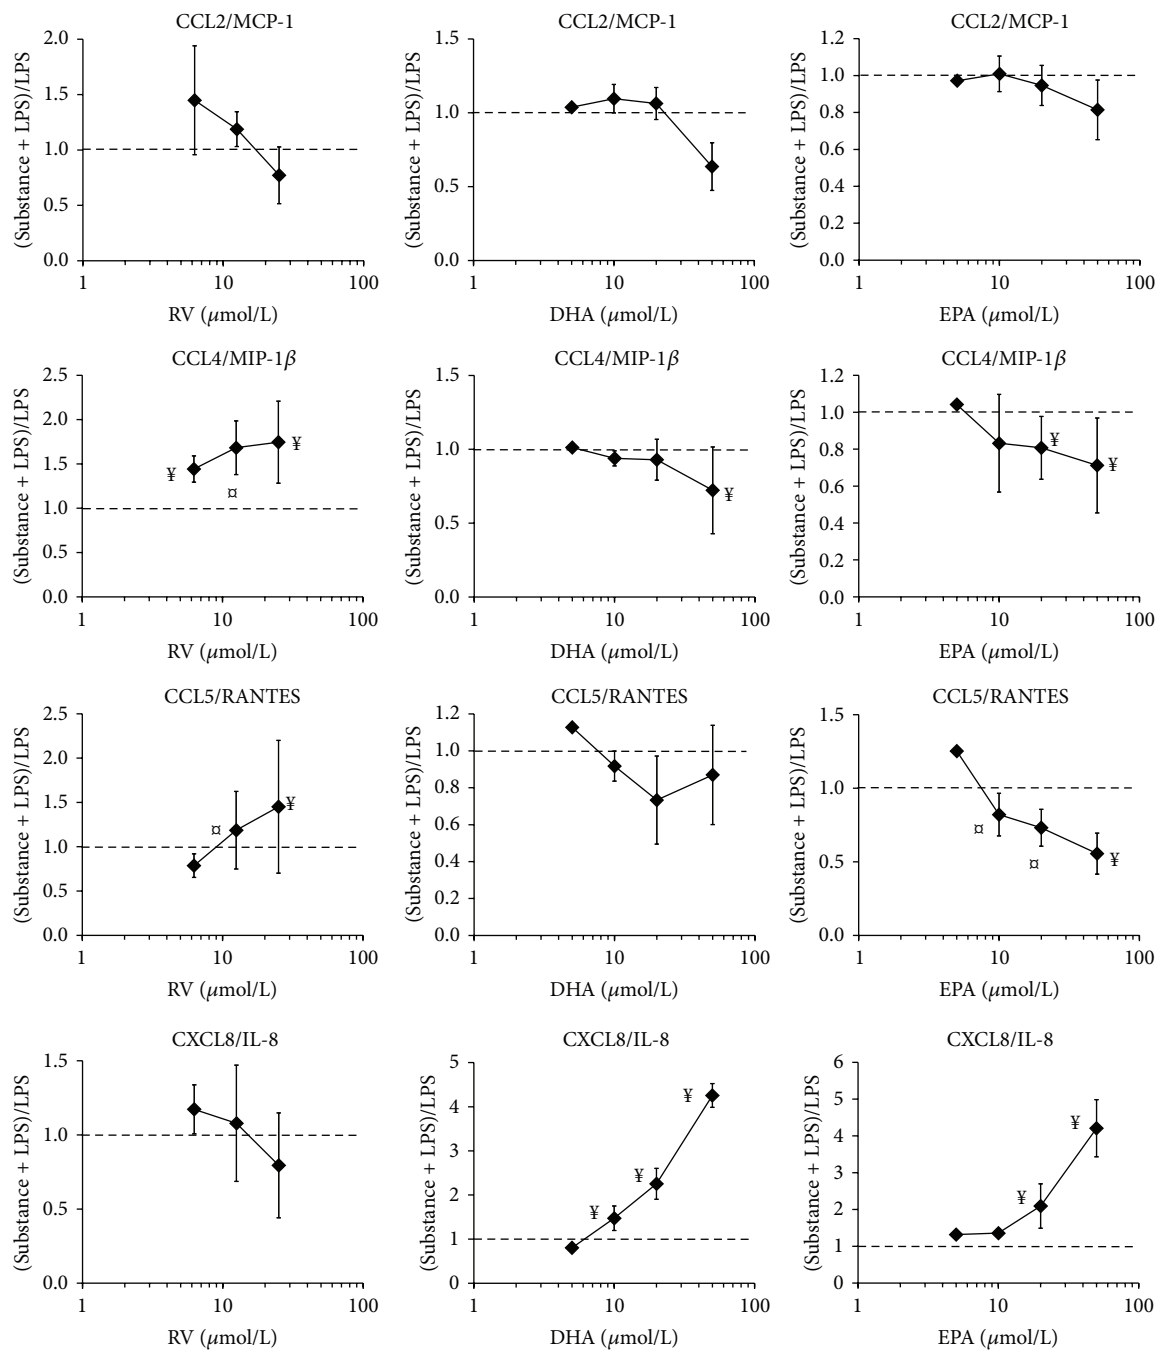 CCL2/MCP-1
(Substance + LPS)/LPS
2.0
1.5
1.0
0.5
0.0
1 10 100
RV (μmol/L)
CCL2/MCP-1
(Substance + LPS)/LPS
1.5
1.0
0.5
0.0
1 10 100
DHA (μmol/L)
CCL2/MCP-1
(Substance + LPS)/LPS
1.2
1.0
0.8
0.6
0.4
0.2
0.0
1 10 100
EPA (μmol/L)
CCL4/MIP-1β
(Substance + LPS)/LPS
2.5
2.0
1.5
1.0
0.5
0.0
¥ ¤ ¥
1 10 100
RV (μmol/L)
CCL4/MIP-1β
(Substance + LPS)/LPS
1.5
1.0
0.5
0.0
¥
1 10 100
DHA (μmol/L)
CCL4/MIP-1β
(Substance + LPS)/LPS
1.2
1.0
0.8
0.6
0.4
0.2
0.0
¥ ¥
1 10 100
EPA (μmol/L)
CCL5/RANTES
(Substance + LPS)/LPS
2.5
2.0
1.5
1.0
0.5
0.0
¤ ¥
1 10 100
RV (μmol/L)
CCL5/RANTES
(Substance + LPS)/LPS
1.2
1.0
0.8
0.6
0.4
0.2
0.0
1 10 100
DHA (μmol/L)
CCL5/RANTES
(Substance + LPS)/LPS
1.5
1.0
0.5
0.0
¤ ¤ ¥
1 10 100
EPA (μmol/L)
CXCL8/IL-8
(Substance + LPS)/LPS
1.5
1.0
0.5
0.0
1 10 100
RV (μmol/L)
CXCL8/IL-8
(Substance + LPS)/LPS
5
4
3
2
1
0
¥ ¥ ¥
1 10 100
DHA (μmol/L)
CXCL8/IL-8
(Substance + LPS)/LPS
6
5
4
3
2
1
0
¥ ¥
1 10 100
EPA (μmol/L)